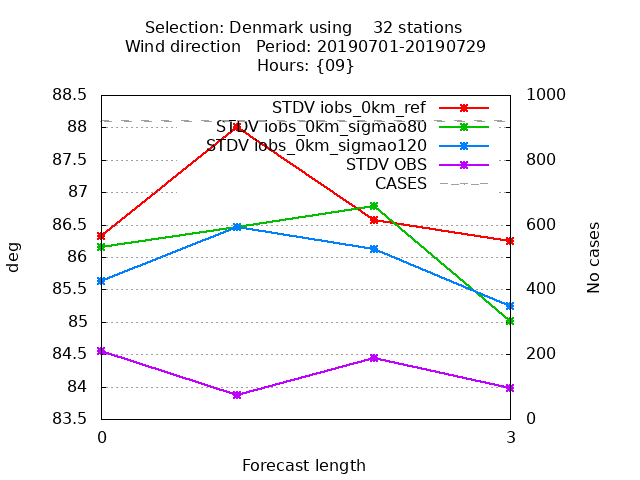 Selection: Denmark using    32 stations
Wind direction   Period: 20190701-20190729
Hours: {09}
88.5
88
87.5
87
86.5
86
85.5
85
84.5
84
83.5
1000
800
600
400
200
0
STDV iobs_0km_ref
STDV iobs_0km_sigmao80
STDV iobs_0km_sigmao120
STDV OBS
CASES
deg
No cases
0
3
Forecast length